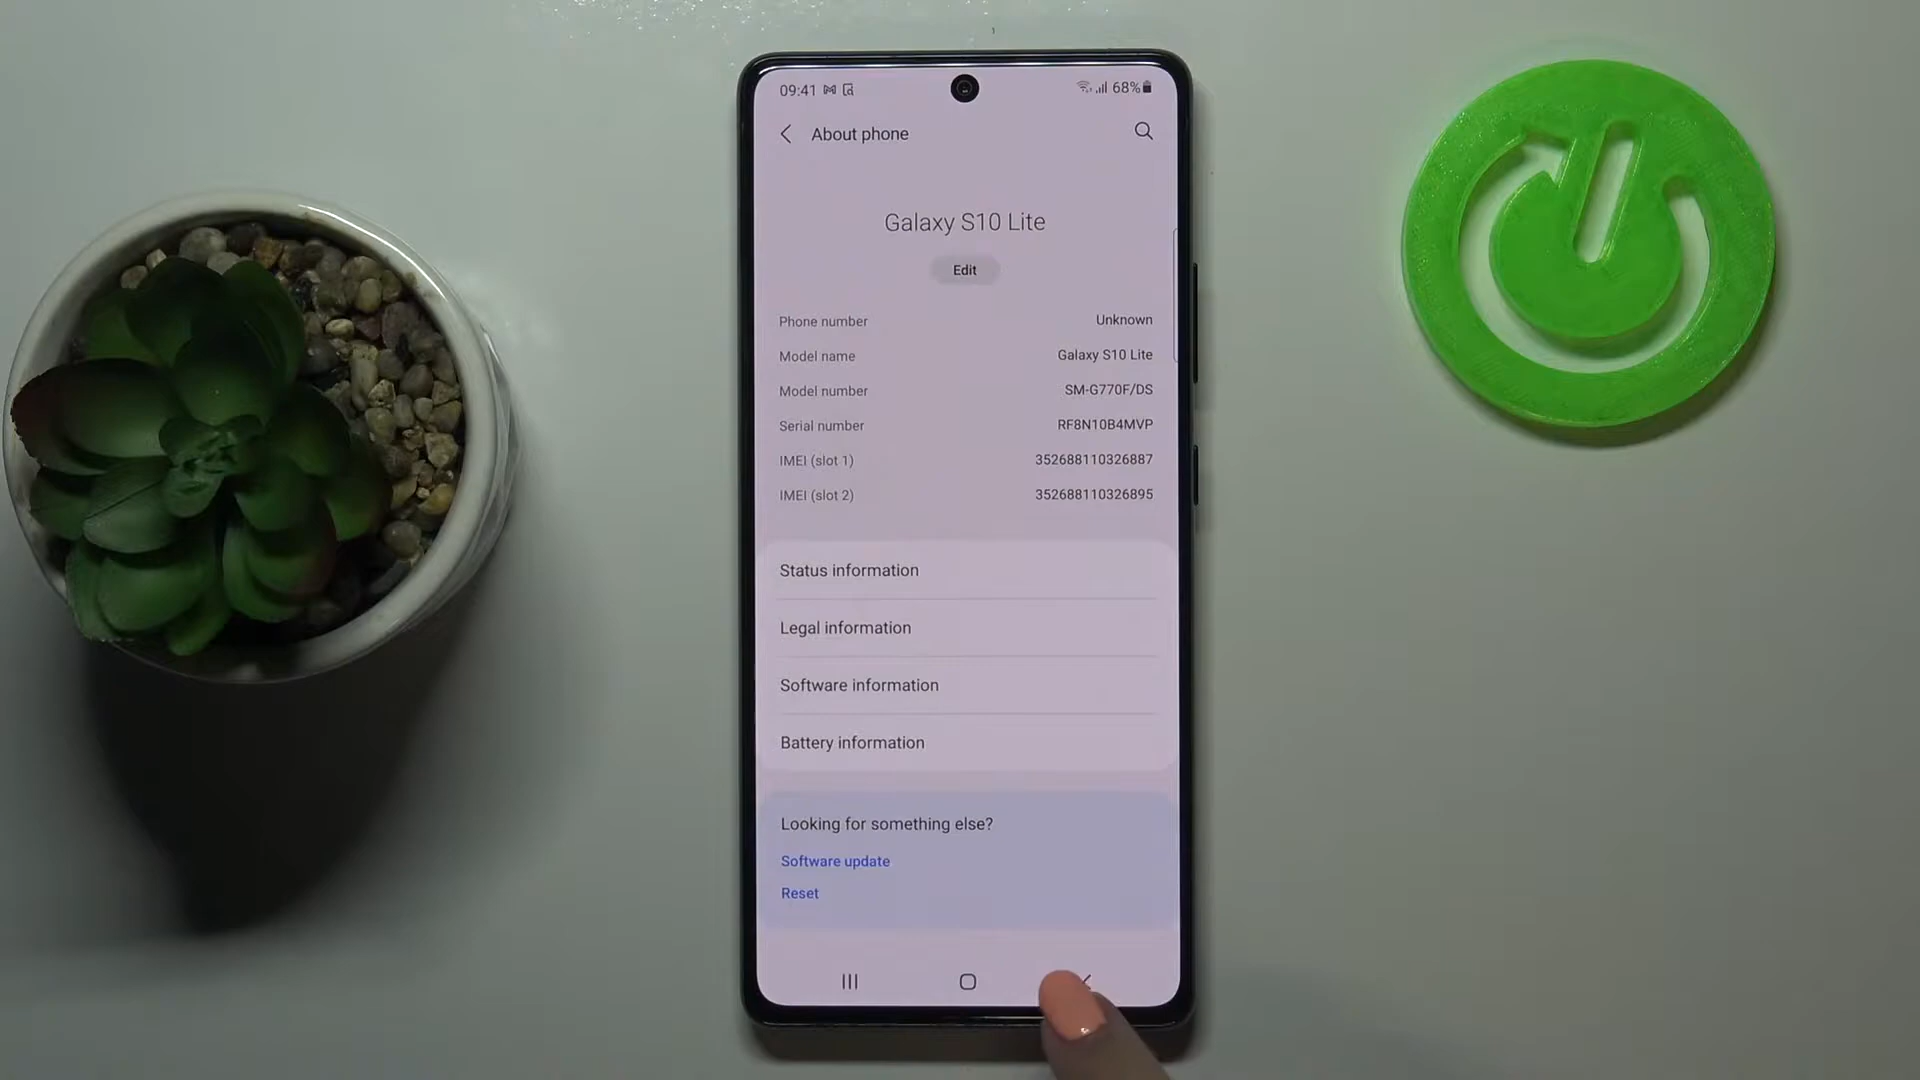 09:41 68%
About phone
Galaxy S10 Lite
Edit
Phone number Unknown
Model name Galaxy S10 Lite
Model number SM-G770F/DS
Serial number RF8N10B4MVP
IMEI (slot 1) 352688110326887
IMEI (slot 2) 352688110326895
Status information
Legal information
Software information
Battery information
Looking for something else?
Software update
Reset